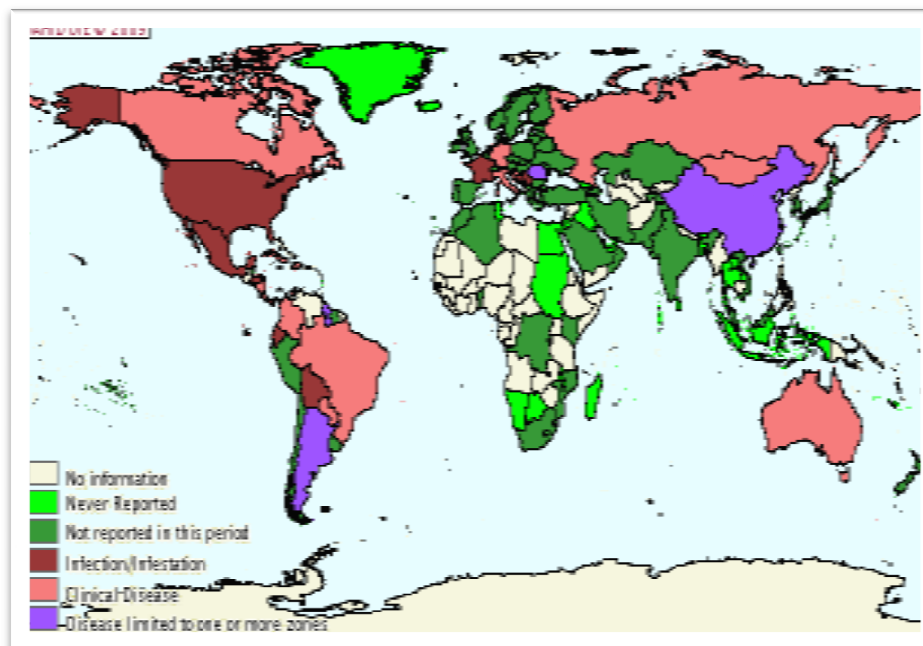 2009
No information
Never Reported
Not reported in this period
Infection/Infestation
Clinical Disease
Disease limited to one or more zones